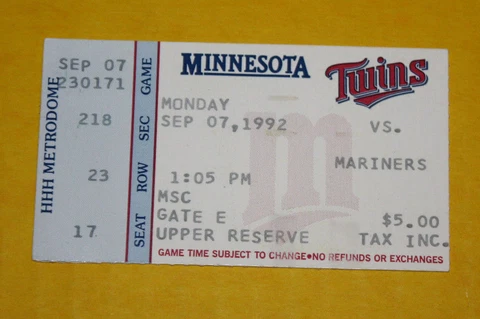 HHH METRODOME
SEP 07
230171
218
23
17
SEAT ROW SEC GAME
MINNESOTA Twins
MONDAY
SEP 07,1992 VS.
MARINERS
1:05 PM
MSC
GATE E $5.00
UPPER RESERVE TAX INC.
GAME TIME SUBJECT TO CHANGE•NO REFUNDS OR EXCHANGES
m